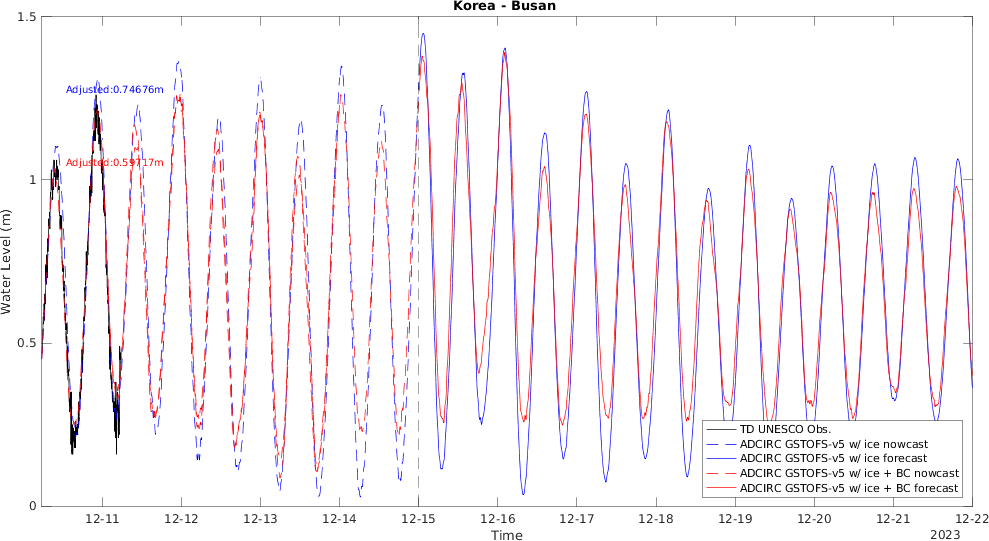 Korea - Busan
1.5
1
0.5
0
Water Level (m)
Adjusted:0.74676m
Adjusted:0.59717m
TD UNESCO Obs.
ADCIRC GSTOFS-v5 w/ ice nowcast
ADCIRC GSTOFS-v5 w/ ice forecast
ADCIRC GSTOFS-v5 w/ ice + BC nowcast
ADCIRC GSTOFS-v5 w/ ice + BC forecast
12-11 12-12 12-13 12-14 12-15 12-16 12-17 12-18 12-19 12-20 12-21 12-22
Time
2023